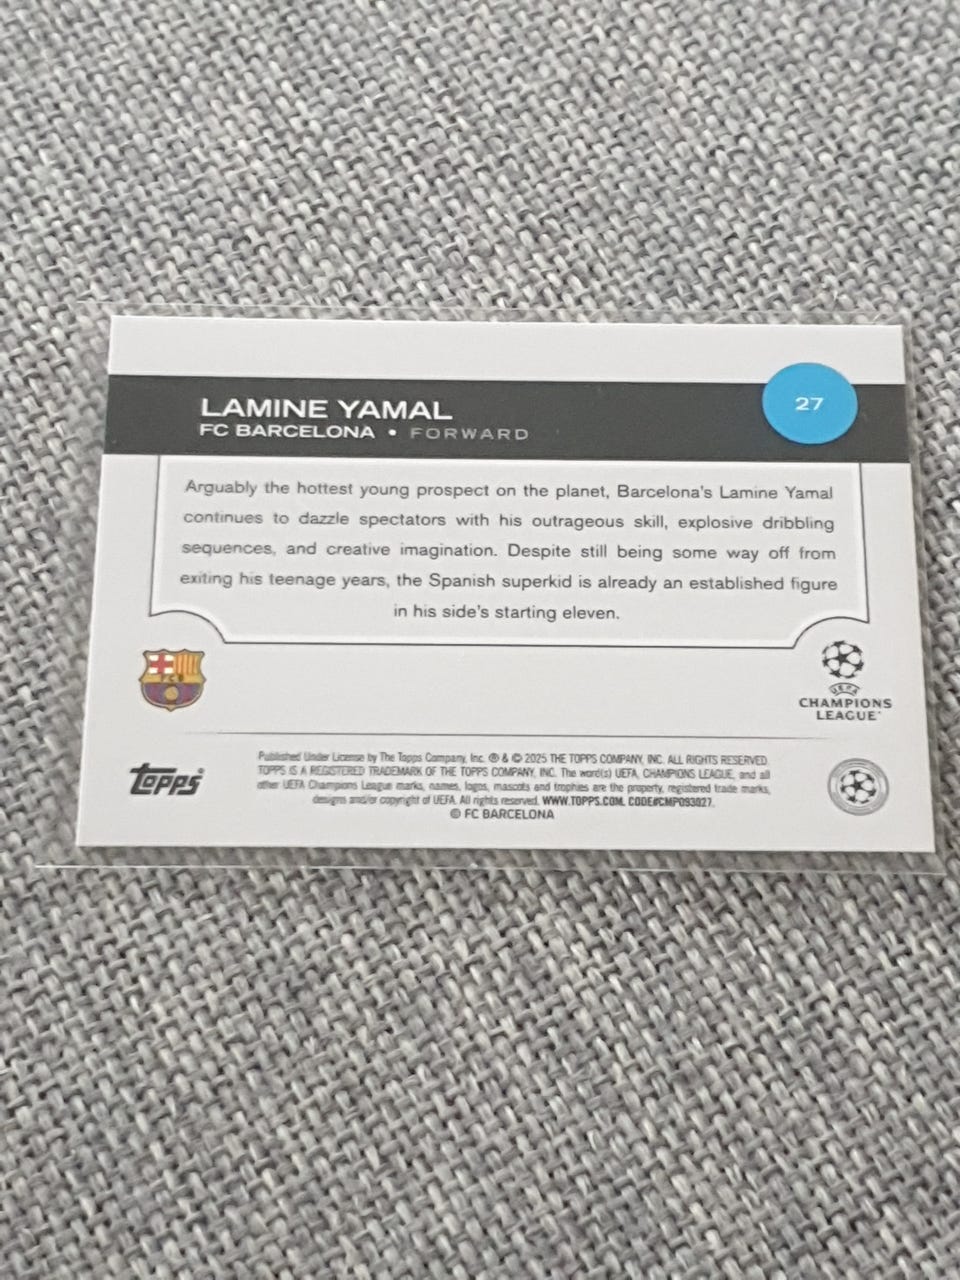 LAMINE YAMAL
27
FC BARCELONA • FORWARD
Arguably the hottest young prospect on the planet, Barcelona's Lamine Yamal
continues to dazzle spectators with his outrageous skill, explosive dribbling
sequences, and creative imagination. Despite still being some way off from
exiting his teenage years, the Spanish superkid is already an established figure
in his side's starting eleven.
FCB
UEFA
CHAMPIONS
LEAGUE
Topps®
Published Under License by The Topps Company, Inc. ® & © 2025 THE TOPPS COMPANY, INC. ALL RIGHTS RESERVED.
TOPPS IS A REGISTERED TRADEMARK OF THE TOPPS COMPANY, INC. The word(s) UEFA, CHAMPIONS LEAGUE, and all
other UEFA Champions League marks, names, logos, mascots and trophies are the property, registered trade marks,
designs and/or copyright of UEFA. All rights reserved. WWW.TOPPS.COM. CODE#CMP093027.
© FC BARCELONA